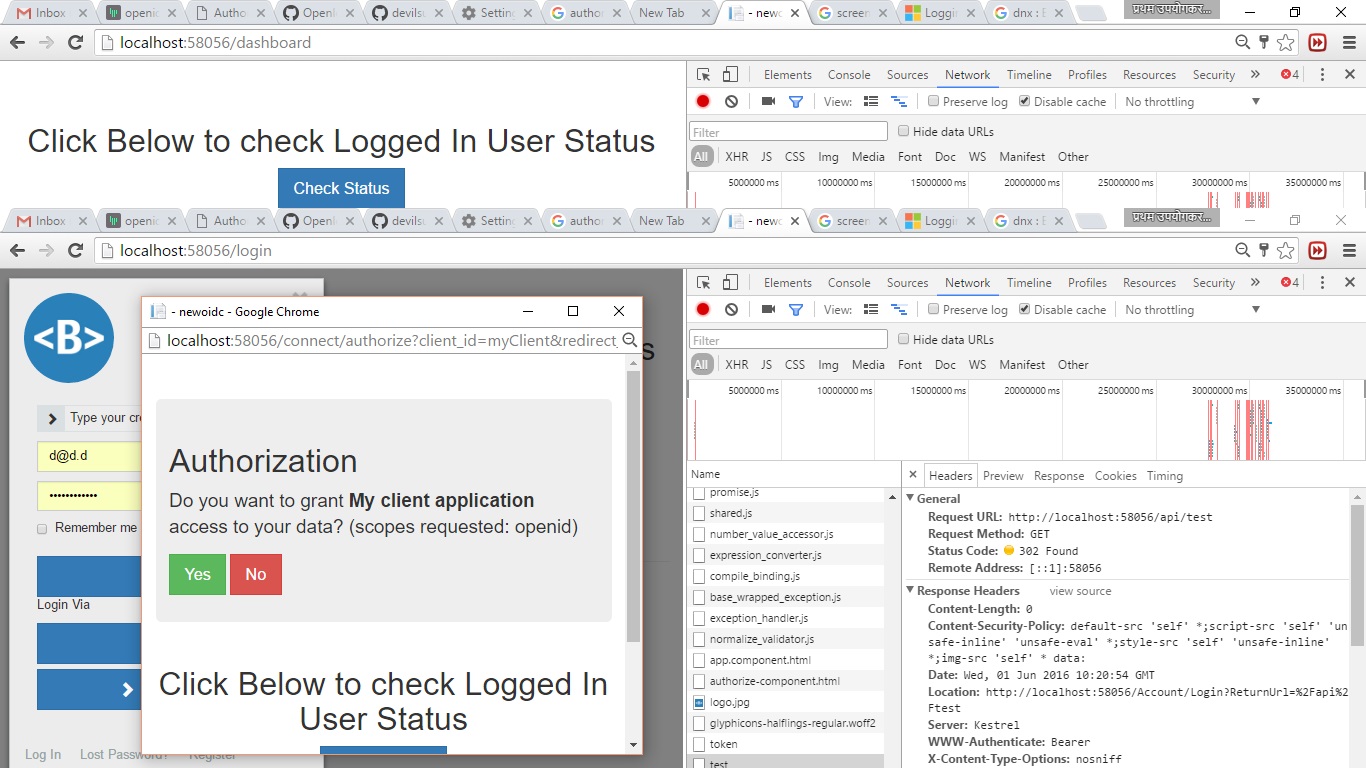 Inbox openic Autho OpenI devilsu Setting author New Tab - newo screen Loggin dnx : E प्रथम उपयोगकर...
localhost:58056/dashboard
Elements Console Sources Network Timeline Profiles Resources Security 4
View: Preserve log Disable cache No throttling
Filter Hide data URLs
Click Below to check Logged In User Status
All XHR JS CSS Img Media Font Doc WS Manifest Other
Check Status
5000000 ms 10000000 ms 15000000 ms 20000000 ms 25000000 ms 30000000 ms 35000000 ms
Inbox openic Autho OpenI devilsu Setting author New Tab - newo screen Loggin dnx : E प्रथम उपयोगकर...
localhost:58056/login
Elements Console Sources Network Timeline Profiles Resources Security 4
View: Preserve log Disable cache No throttling
Filter Hide data URLs
All XHR JS CSS Img Media Font Doc WS Manifest Other
5000000 ms 10000000 ms 15000000 ms 20000000 ms 25000000 ms 30000000 ms 35000000 ms
<B>
Type your cre
d@d.d
Remember me
Login Via
Log In Lost Password? Register
- newoidc - Google Chrome
localhost:58056/connect/authorize?client_id=myClient&redirect_
Authorization
Do you want to grant My client application
access to your data? (scopes requested: openid)
Yes No
Click Below to check Logged In
User Status
Name
promise.js
shared.js
number_value_accessor.js
expression_converter.js
compile_binding.js
base_wrapped_exception.js
exception_handler.js
normalize_validator.js
app.component.html
authorize-component.html
logo.jpg
glyphicons-halflings-regular.woff2
token
test
Headers Preview Response Cookies Timing
General
Request URL: http://localhost:58056/api/test
Request Method: GET
Status Code: 302 Found
Remote Address: [::1]:58056
Response Headers view source
Content-Length: 0
Content-Security-Policy: default-src 'self' *;script-src 'self' 'un
safe-inline' 'unsafe-eval' *;style-src 'self' 'unsafe-inline'
*;img-src 'self' * data:
Date: Wed, 01 Jun 2016 10:20:54 GMT
Location: http://localhost:58056/Account/Login?ReturnUrl=%2Fapi%2
Ftest
Server: Kestrel
WWW-Authenticate: Bearer
X-Content-Type-Options: nosniff